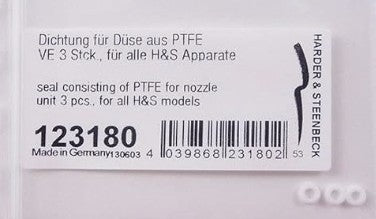 Dichtung für Düse aus PTFE
VE 3 Stck., für alle H&S Apparate
seal consisting of PTFE for nozzle
unit 3 pcs., for all H&S models
123180
Made in Germany130603
4 039868 231802 53
HARDER &
STEENBECK